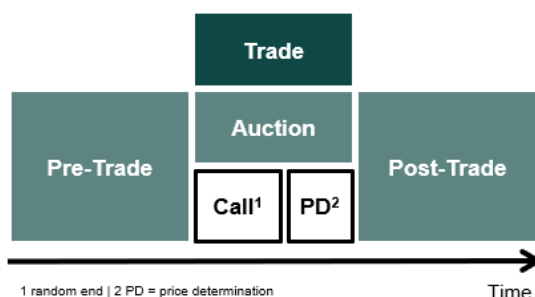 Trade
Auction
Pre-Trade
Post-Trade
Call¹
PD²
1 random end | 2 PD = price determination
Time